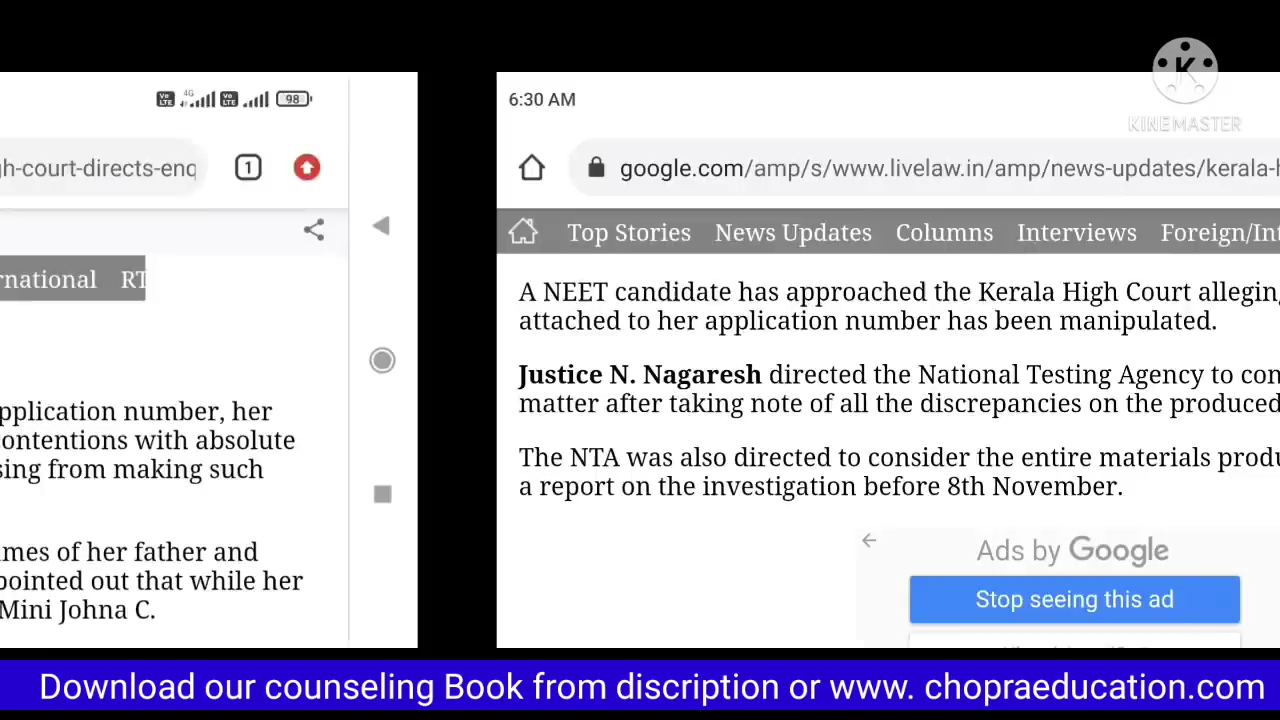 4G
98
gh-court-directs-enq
1
rnational RT
pplication number, her
contentions with absolute
sing from making such
mes of her father and
pointed out that while her
Mini Johna C.
6:30 AM
KINEMASTER
google.com/amp/s/www.livelaw.in/amp/news-updates/kerala-h
Top Stories News Updates Columns Interviews Foreign/Int
A NEET candidate has approached the Kerala High Court allegin
attached to her application number has been manipulated.
Justice N. Nagaresh directed the National Testing Agency to con
matter after taking note of all the discrepancies on the produced
The NTA was also directed to consider the entire materials produ
a report on the investigation before 8th November.
Ads by Google
Stop seeing this ad
Download our counseling Book from discription or www. chopraeducation.com